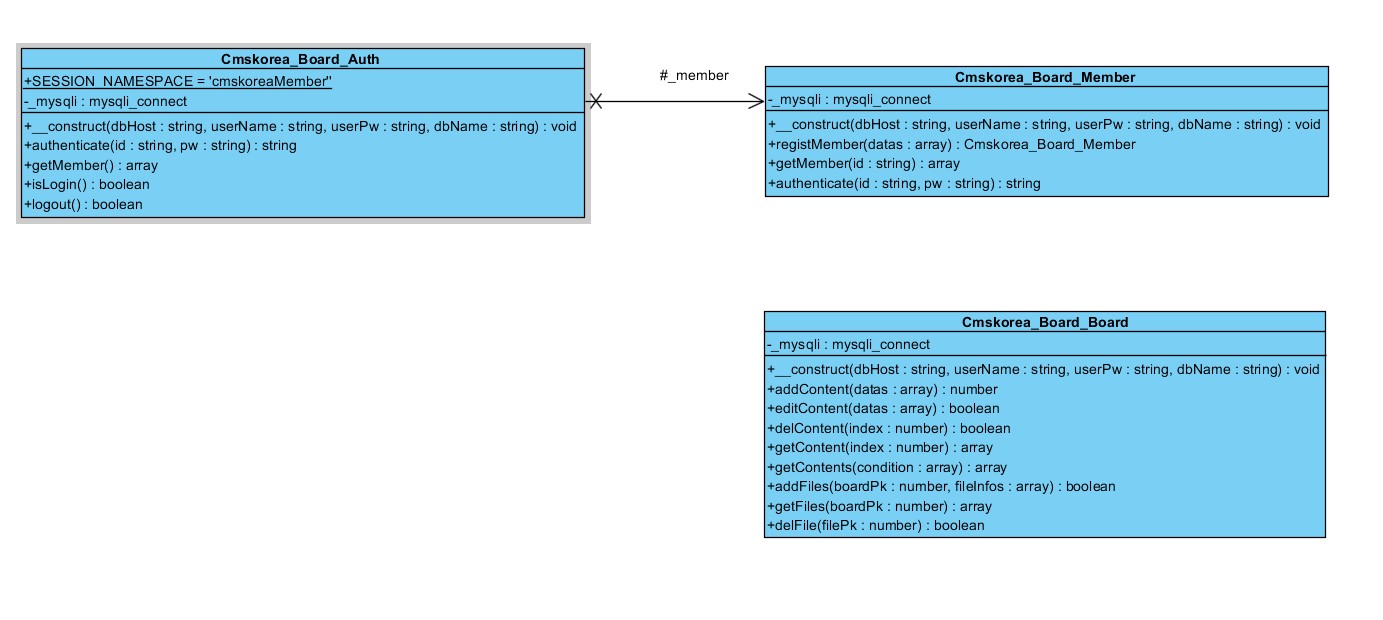 Cmskorea_Board_Auth
+SESSION_NAMESPACE = 'cmskoreaMember"
-_mysqli : mysqli_connect
+__construct(dbHost : string, userName : string, userPw : string, dbName : string) : void
+authenticate(id : string, pw : string) : string
+getMember() : array
+isLogin() : boolean
+logout() : boolean
#_member
Cmskorea_Board_Member
-_mysqli : mysqli_connect
+__construct(dbHost : string, userName : string, userPw : string, dbName : string) : void
+registMember(datas : array) : Cmskorea_Board_Member
+getMember(id : string) : array
+authenticate(id : string, pw : string) : string
Cmskorea_Board_Board
-_mysqli : mysqli_connect
+__construct(dbHost : string, userName : string, userPw : string, dbName : string) : void
+addContent(datas : array) : number
+editContent(datas : array) : boolean
+delContent(index : number) : boolean
+getContent(index : number) : array
+getContents(condition : array) : array
+addFiles(boardPk : number, fileInfos : array) : boolean
+getFiles(boardPk : number) : array
+delFile(filePk : number) : boolean